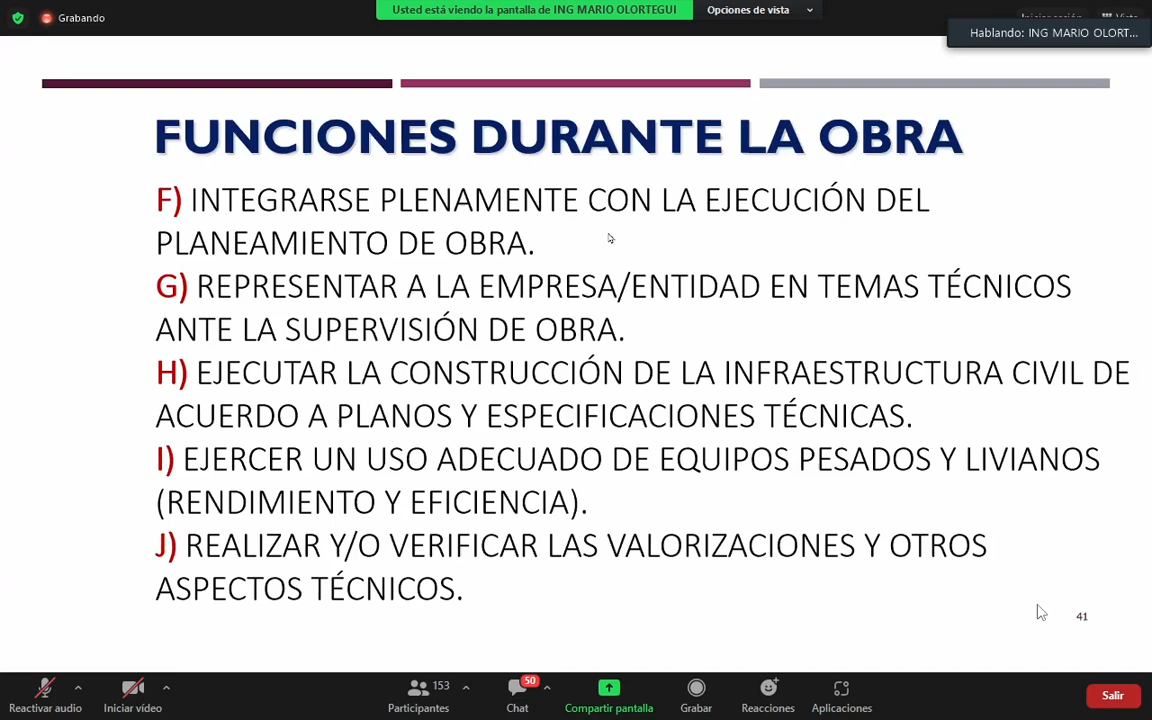 Grabando
Usted está viendo la pantalla de ING MARIO OLORTEGUI
Opciones de vista
Hablando: ING MARIO OLORT...
FUNCIONES DURANTE LA OBRA
F) INTEGRARSE PLENAMENTE CON LA EJECUCIÓN DEL
PLANEAMIENTO DE OBRA.
G) REPRESENTAR A LA EMPRESA/ENTIDAD EN TEMAS TÉCNICOS
ANTE LA SUPERVISIÓN DE OBRA.
H) EJECUTAR LA CONSTRUCCIÓN DE LA INFRAESTRUCTURA CIVIL DE
ACUERDO A PLANOS Y ESPECIFICACIONES TÉCNICAS.
I) EJERCER UN USO ADECUADO DE EQUIPOS PESADOS Y LIVIANOS
(RENDIMIENTO Y EFICIENCIA).
J) REALIZAR Y/O VERIFICAR LAS VALORIZACIONES Y OTROS
ASPECTOS TÉCNICOS.
41
153
50
Reactivar audio
Iniciar vídeo
Participantes
Chat
Compartir pantalla
Grabar
Reacciones
Aplicaciones
Salir